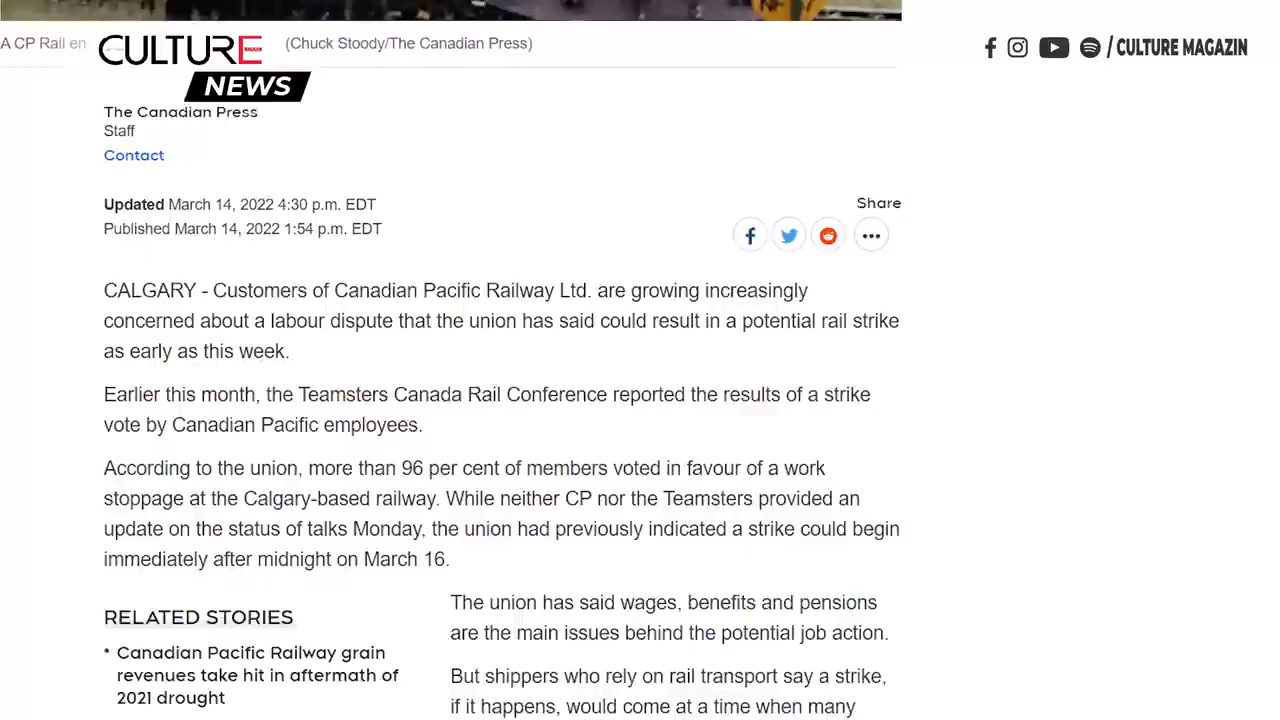 A CP Rail en
CULTURE
NEWS
(Chuck Stoody/The Canadian Press)
/ CULTURE MAGAZIN
The Canadian Press
Staff
Contact
Updated March 14, 2022 4:30 p.m. EDT
Published March 14, 2022 1:54 p.m. EDT
Share
CALGARY - Customers of Canadian Pacific Railway Ltd. are growing increasingly
concerned about a labour dispute that the union has said could result in a potential rail strike
as early as this week.
Earlier this month, the Teamsters Canada Rail Conference reported the results of a strike
vote by Canadian Pacific employees.
According to the union, more than 96 per cent of members voted in favour of a work
stoppage at the Calgary-based railway. While neither CP nor the Teamsters provided an
update on the status of talks Monday, the union had previously indicated a strike could begin
immediately after midnight on March 16.
RELATED STORIES
• Canadian Pacific Railway grain
revenues take hit in aftermath of
2021 drought
The union has said wages, benefits and pensions
are the main issues behind the potential job action.
But shippers who rely on rail transport say a strike,
if it happens, would come at a time when many